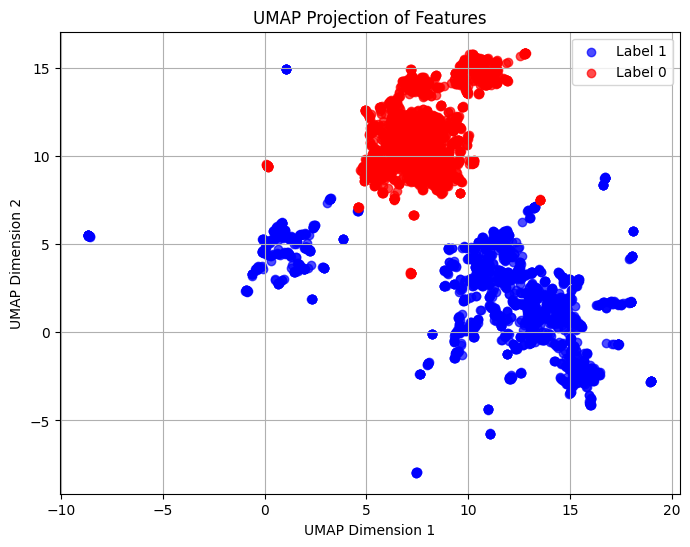 UMAP Projection of Features
Label 1
Label 0
15
10
5
0
−5
UMAP Dimension 2
−10
−5
0
5
10
15
20
UMAP Dimension 1